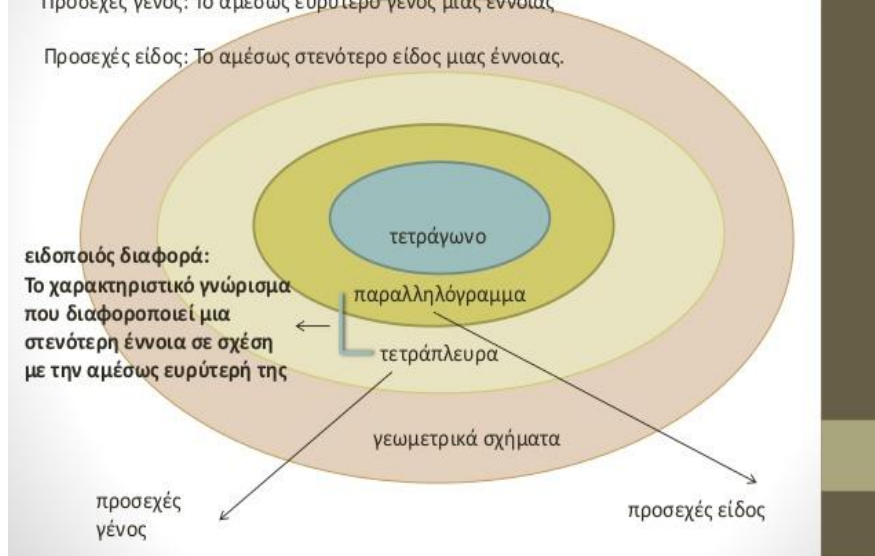 Προσεχές γένος: Το αμέσως ευρύτερο γένος μιας έννοιας
Προσεχές είδος: Το αμέσως στενότερο είδος μιας έννοιας.
τετράγωνο
ειδοποιός διαφορά:
Το χαρακτηριστικό γνώρισμα
που διαφοροποιεί μια
στενότερη έννοια σε σχέση
με την αμέσως ευρύτερή της
παραλληλόγραμμα
τετράπλευρα
γεωμετρικά σχήματα
προσεχές
γένος
προσεχές είδος